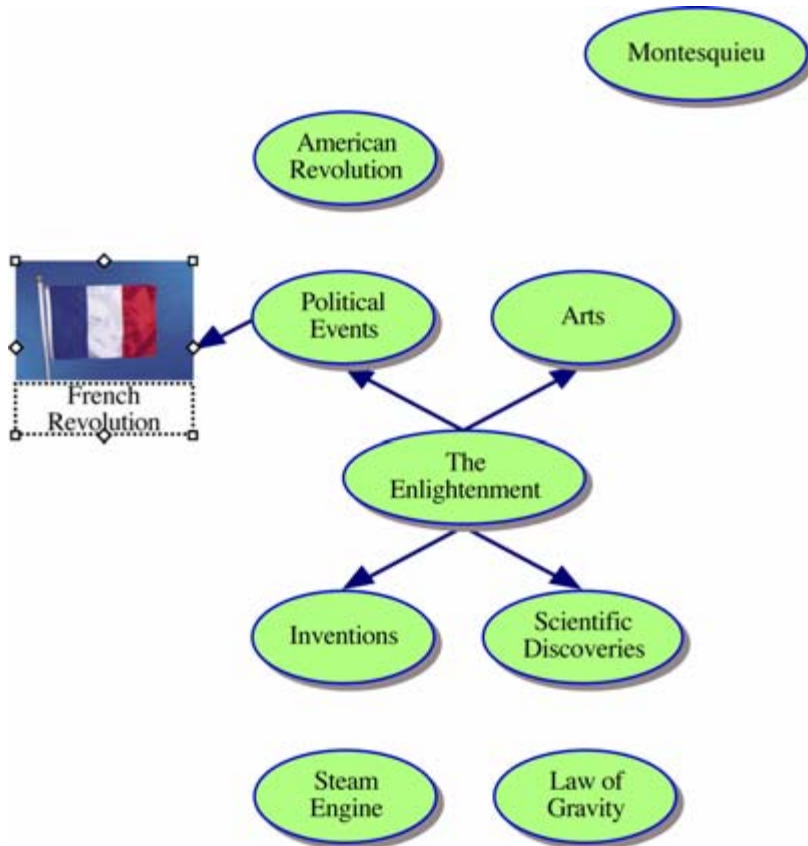 Montesquieu
American
Revolution
Political
Events
Arts
French
Revolution
The
Enlightenment
Inventions
Scientific
Discoveries
Steam
Engine
Law of
Gravity